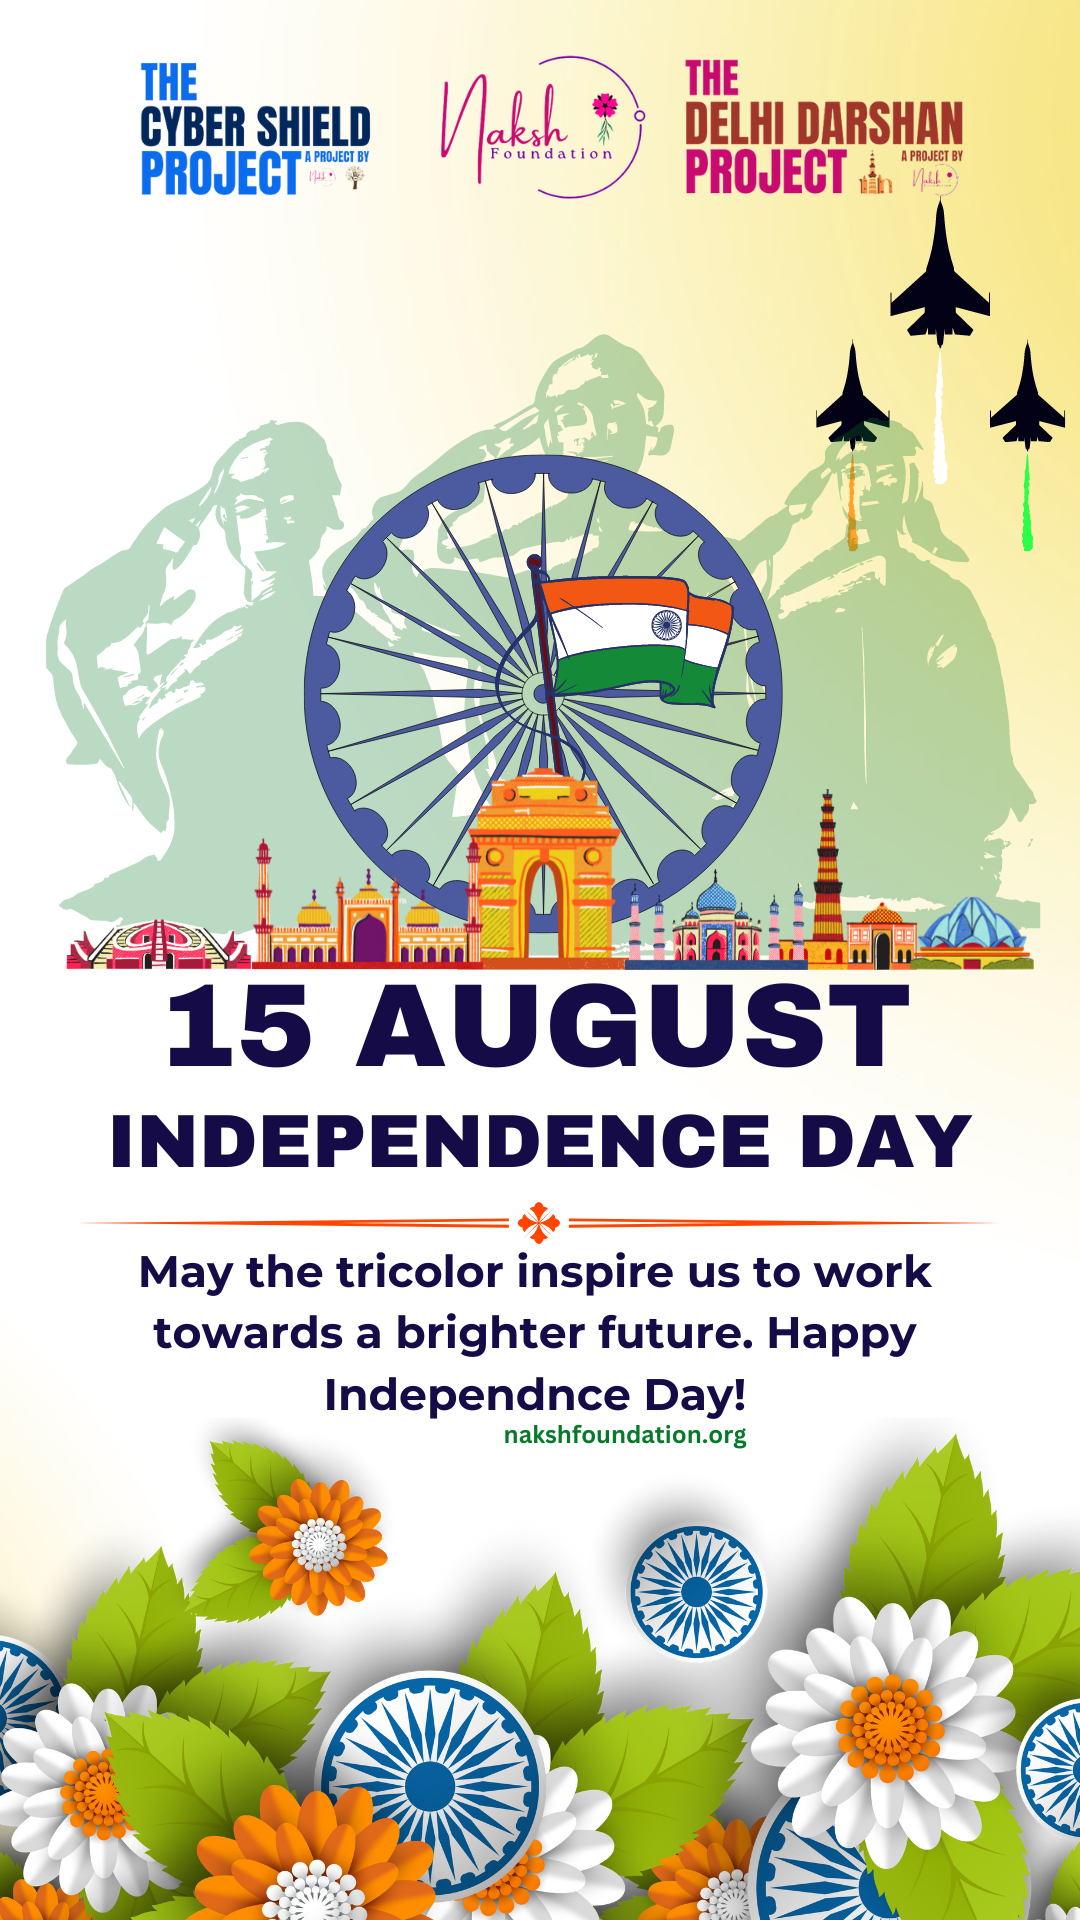 THE
CYBER SHIELD
PROJECT
A PROJECT BY
Naksh
Foundation
THE
DELHI DARSHAN
PROJECT
A PROJECT BY
Naksh
15 AUGUST
INDEPENDENCE DAY
May the tricolor inspire us to work
towards a brighter future. Happy
Independnce Day!
nakshfoundation.org